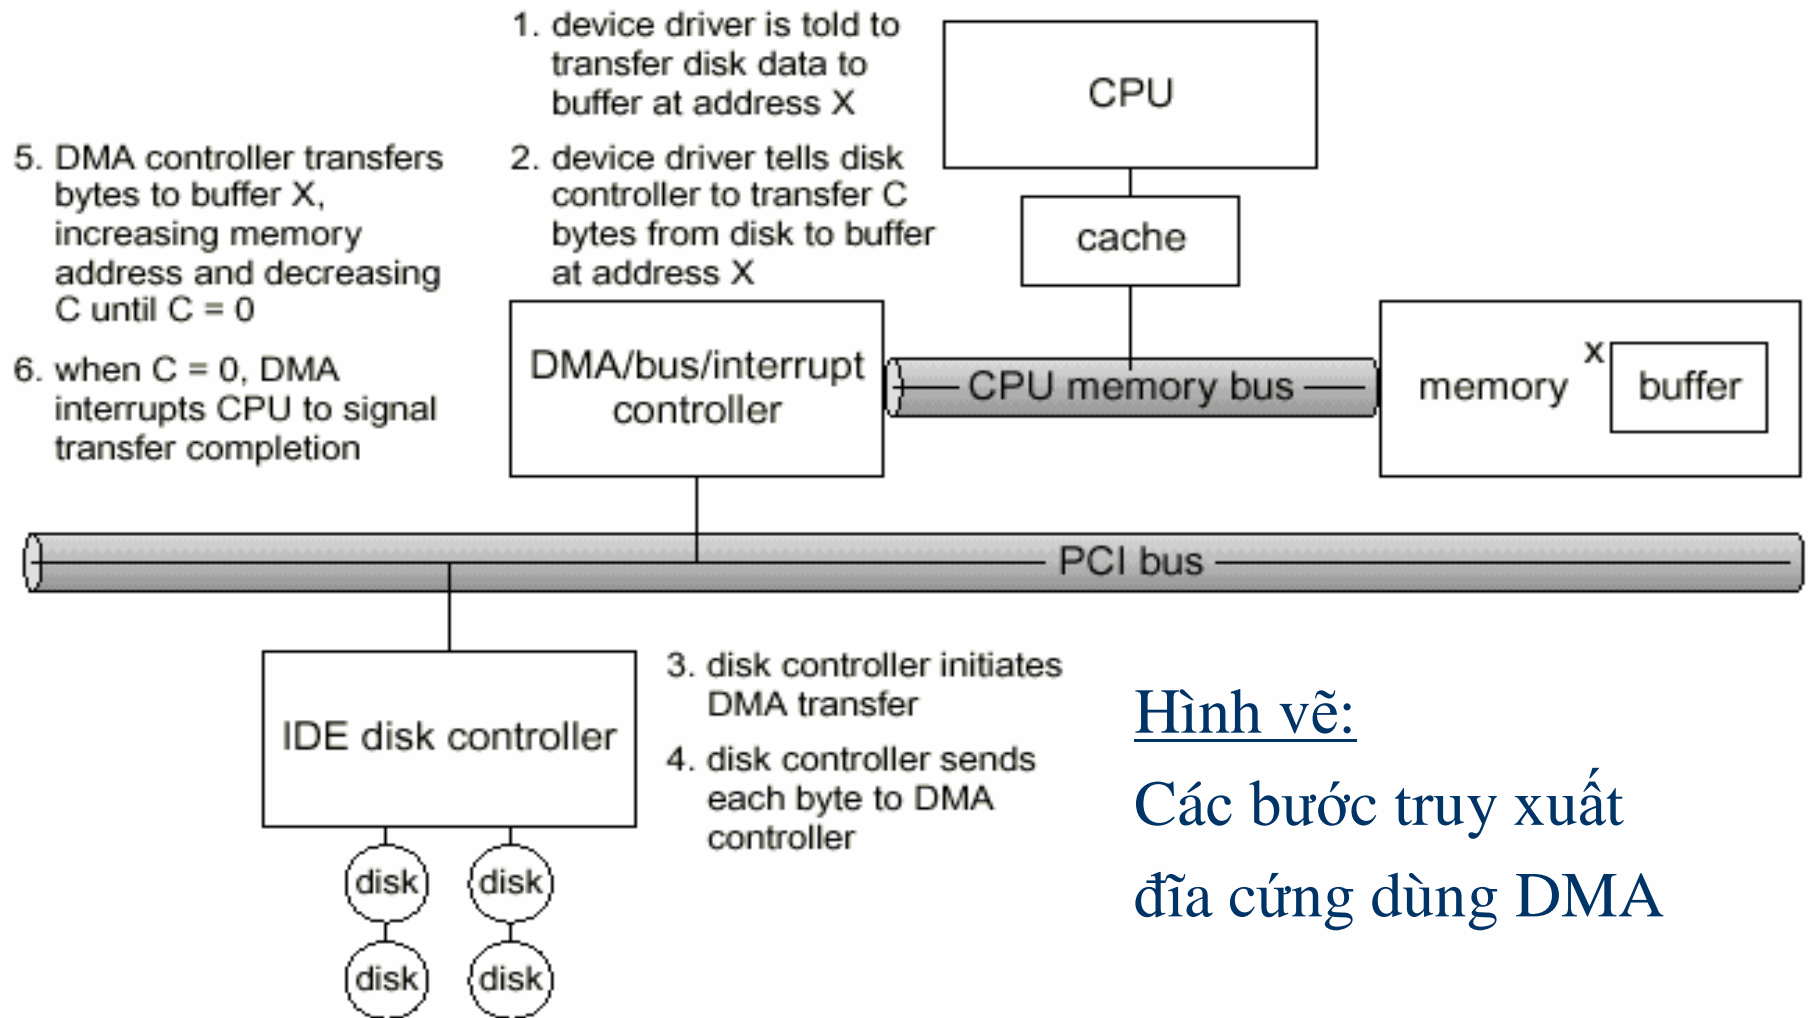 1. device driver is told to
transfer disk data to
buffer at address X
2. device driver tells disk
controller to transfer C
bytes from disk to buffer
at address X
5. DMA controller transfers
bytes to buffer X,
increasing memory
address and decreasing
C until C = 0
6. when C = 0, DMA
interrupts CPU to signal
transfer completion
CPU
cache
DMA/bus/interrupt
controller
CPU memory bus
memory
x
buffer
PCI bus
IDE disk controller
3. disk controller initiates
DMA transfer
4. disk controller sends
each byte to DMA
controller
disk
disk
disk
disk
Hình vẽ:
Các bước truy xuất
đĩa cứng dùng DMA